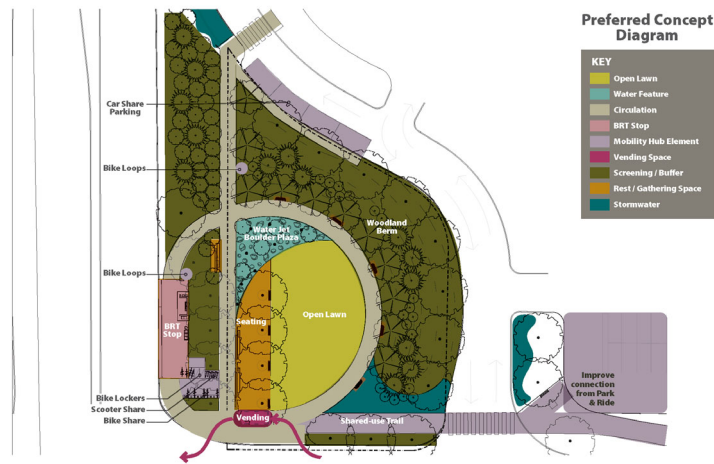 Preferred Concept
Diagram
KEY
Open Lawn
Water Feature
Circulation
BRT Stop
Mobility Hub Element
Vending Space
Screening / Buffer
Rest / Gathering Space
Stormwater
Car Share
Parking
Bike Loops
Water Jet
Boulder Plaza
Woodland
Berm
Bike Loops
BRT
Stop
Seating
Open Lawn
Improve
connection
from Park
& Ride
Bike Lockers
Scooter Share
Bike Share
Vending
Shared-use Trail